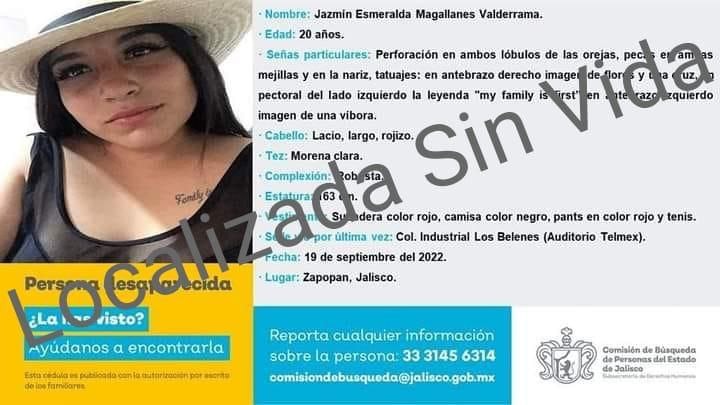 · Nombre: Jazmín Esmeralda Magallanes Valderrama.
· Edad: 20 años.
· Señas particulares: Perforación en ambos lóbulos de las orejas, pecas en ambas
mejillas y en la nariz, tatuajes: en antebrazo derecho imagen de flores y una cruz, en
pectoral del lado izquierdo la leyenda "my family is first" en antebrazo izquierdo
imagen de una víbora.
· Cabello: Lacio, largo, rojizo.
· Tez: Morena clara.
· Complexión: Robusta.
· Estatura: 163 cm.
· Vestimenta: Sudadera color rojo, camisa color negro, pants en color rojo y tenis.
· Se le vio por última vez: Col. Industrial Los Belenes (Auditorio Telmex).
· Fecha: 19 de septiembre del 2022.
· Lugar: Zapopan, Jalisco.
Family
Localizada Sin Vida
Persona desaparecida
¿La has visto?
Ayúdanos a encontrarla
Esta cédula es publicada con la autorización por escrito
de los familiares.
Reporta cualquier información
sobre la persona: 33 3145 6314
comisiondebusqueda@jalisco.gob.mx
Comisión de Búsqueda
de Personas del Estado
de Jalisco
Subsecretaría de Derechos Humanos